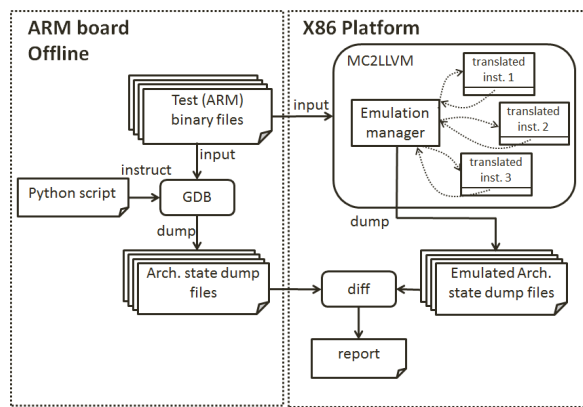 ARM board
Offline
X86 Platform
MC2LLVM
translated
inst. 1
Test (ARM)
binary files
input
Emulation
manager
translated
inst. 2
input
instruct
translated
inst. 3
Python script
GDB
dump
dump
Arch. state dump
files
diff
Emulated Arch.
state dump files
report